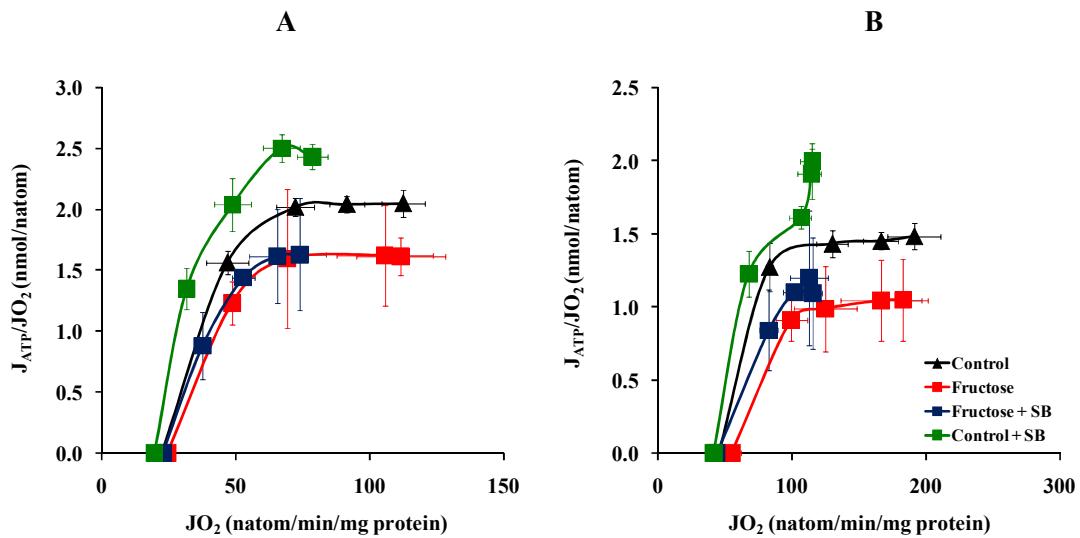 A
B
3.0
2.5
2.0
1.5
1.0
0.5
0.0
J_ATP/JO₂ (nmol/natom)
0
50
100
150
JO₂ (natom/min/mg protein)
2.5
2.0
1.5
1.0
0.5
0.0
J_ATP/JO₂ (nmol/natom)
Control
Fructose
Fructose + SB
Control + SB
0
100
200
300
JO₂ (natom/min/mg protein)